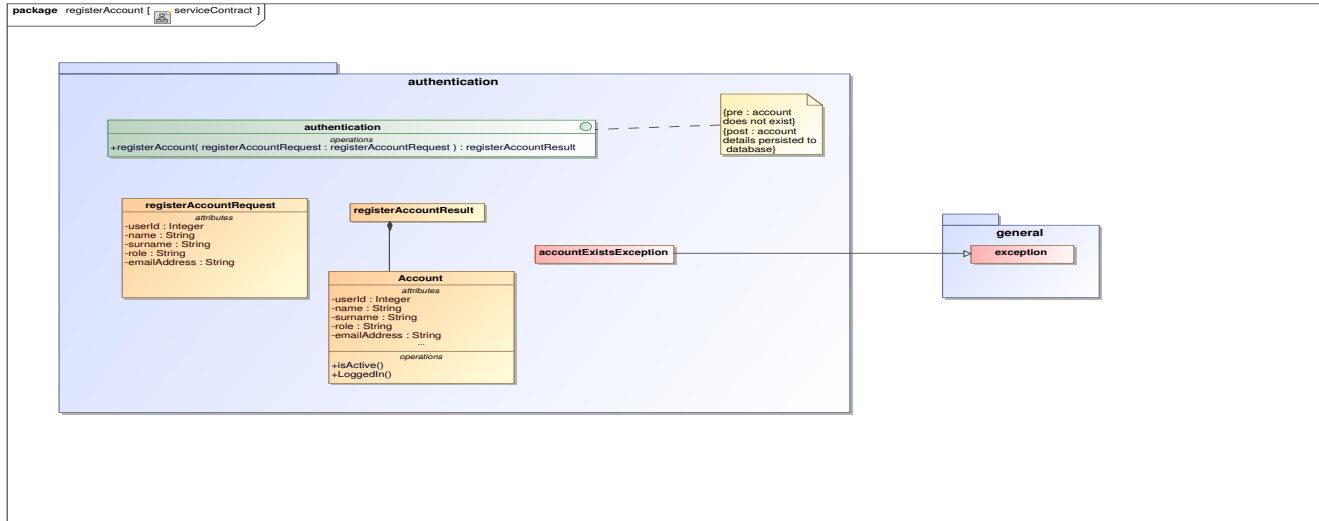 package registerAccount [ serviceContract ]
authentication
authentication
operations
+registerAccount( registerAccountRequest : registerAccountRequest ) : registerAccountResult
{pre : account
does not exist}
{post : account
details persisted to
database}
registerAccountRequest
attributes
-userId : Integer
-name : String
-surname : String
-role : String
-emailAddress : String
registerAccountResult
Account
attributes
-userId : Integer
-name : String
-surname : String
-role : String
-emailAddress : String
...
operations
+isActive()
+LoggedIn()
accountExistsException
general
exception